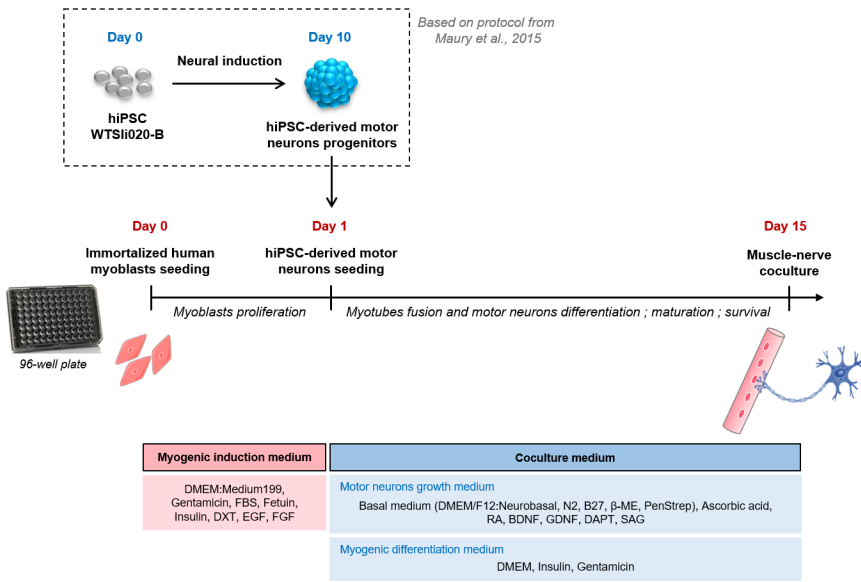 Based on protocol from
Maury et al., 2015
Day 0
Day 10
Neural induction
hiPSC
WTSli020-B
hiPSC-derived motor
neurons progenitors
Day 0
Day 1
Day 15
Immortalized human
myoblasts seeding
hiPSC-derived motor
neurons seeding
Muscle-nerve
coculture
Myoblasts proliferation
Myotubes fusion and motor neurons differentiation ; maturation ; survival
96-well plate
Myogenic induction medium
Coculture medium
DMEM:Medium199,
Gentamicin, FBS, Fetuin,
Insulin, DXT, EGF, FGF
Motor neurons growth medium
Basal medium (DMEM/F12:Neurobasal, N2, B27, β-ME, PenStrep), Ascorbic acid,
RA, BDNF, GDNF, DAPT, SAG
Myogenic differentiation medium
DMEM, Insulin, Gentamicin